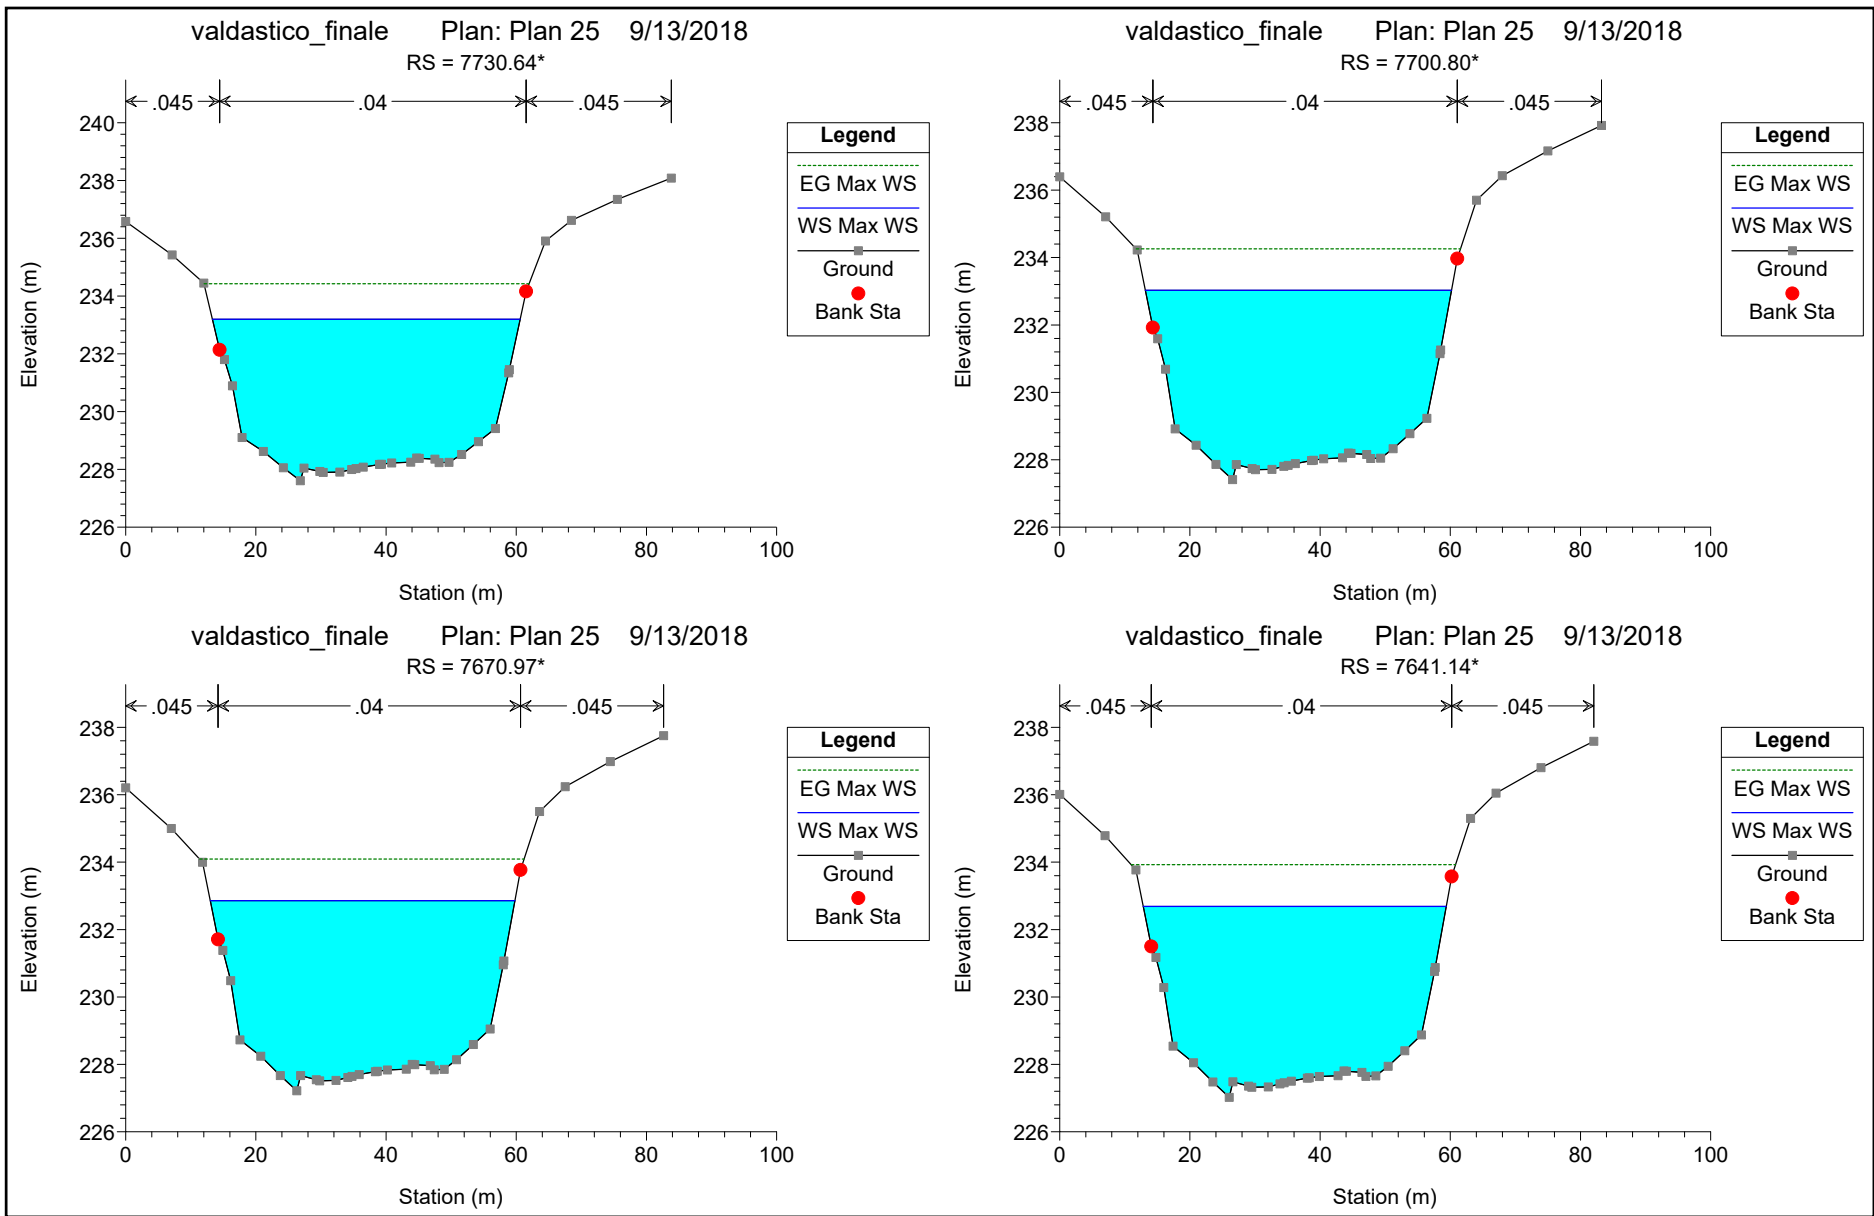 valdastico_finale Plan: Plan 25 9/13/2018
RS = 7730.64*
.045 .04 .045
240
238
236
234
232
230
228
226
0 20 40 60 80 100
Elevation (m)
Station (m)
Legend
EG Max WS
WS Max WS
Ground
Bank Sta
valdastico_finale Plan: Plan 25 9/13/2018
RS = 7700.80*
.045 .04 .045
238
236
234
232
230
228
226
0 20 40 60 80 100
Elevation (m)
Station (m)
Legend
EG Max WS
WS Max WS
Ground
Bank Sta
valdastico_finale Plan: Plan 25 9/13/2018
RS = 7670.97*
.045 .04 .045
238
236
234
232
230
228
226
0 20 40 60 80 100
Elevation (m)
Station (m)
Legend
EG Max WS
WS Max WS
Ground
Bank Sta
valdastico_finale Plan: Plan 25 9/13/2018
RS = 7641.14*
.045 .04 .045
238
236
234
232
230
228
226
0 20 40 60 80 100
Elevation (m)
Station (m)
Legend
EG Max WS
WS Max WS
Ground
Bank Sta